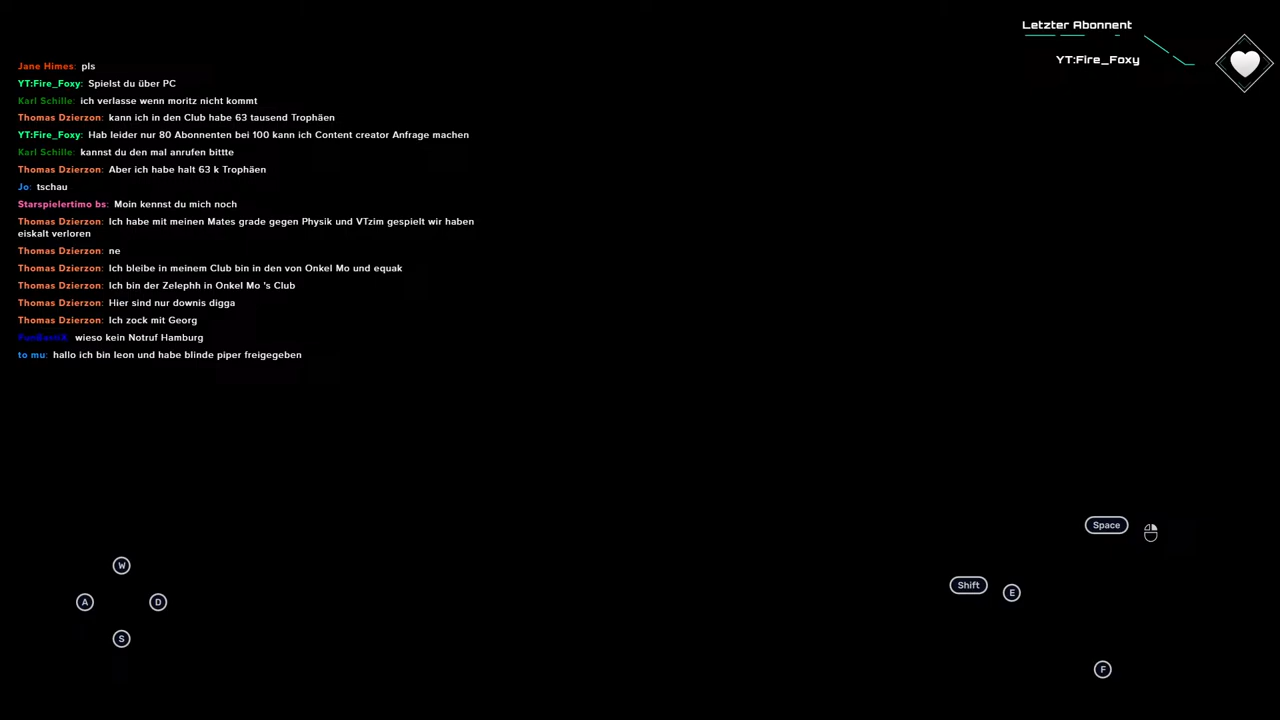 Letzter Abonnent
YT:Fire_Foxy
Jane Himes: pls
YT:Fire_Foxy: Spielst du über PC
Karl Schille: ich verlasse wenn moritz nicht kommt
Thomas Dzierzon: kann ich in den Club habe 63 tausend Trophäen
YT:Fire_Foxy: Hab leider nur 80 Abonnenten bei 100 kann ich Content creator Anfrage machen
Karl Schille: kannst du den mal anrufen bittte
Thomas Dzierzon: Aber ich habe halt 63 k Trophäen
Jo: tschau
Starspielertimo bs: Moin kennst du mich noch
Thomas Dzierzon: Ich habe mit meinen Mates grade gegen Physik und VTzim gespielt wir haben
eiskalt verloren
Thomas Dzierzon: ne
Thomas Dzierzon: Ich bleibe in meinem Club bin in den von Onkel Mo und equak
Thomas Dzierzon: Ich bin der Zelephh in Onkel Mo 's Club
Thomas Dzierzon: Hier sind nur downis digga
Thomas Dzierzon: Ich zock mit Georg
wieso kein Notruf Hamburg
to mu: hallo ich bin leon und habe blinde piper freigegeben
Space
W
Shift
E
A
D
S
F